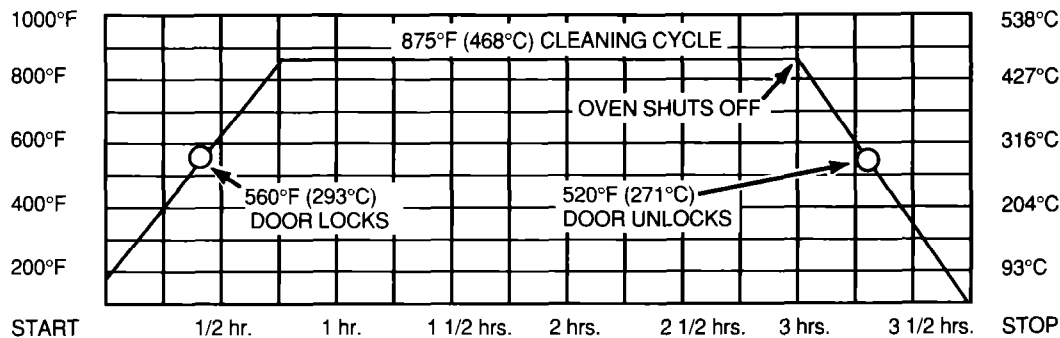 1000°F
538°C
875°F (468°C) CLEANING CYCLE
800°F
427°C
OVEN SHUTS OFF
600°F
316°C
560°F (293°C)
DOOR LOCKS
520°F (271°C)
DOOR UNLOCKS
400°F
204°C
200°F
93°C
START 1/2 hr. 1 hr. 1 1/2 hrs. 2 hrs. 2 1/2 hrs. 3 hrs. 3 1/2 hrs. STOP